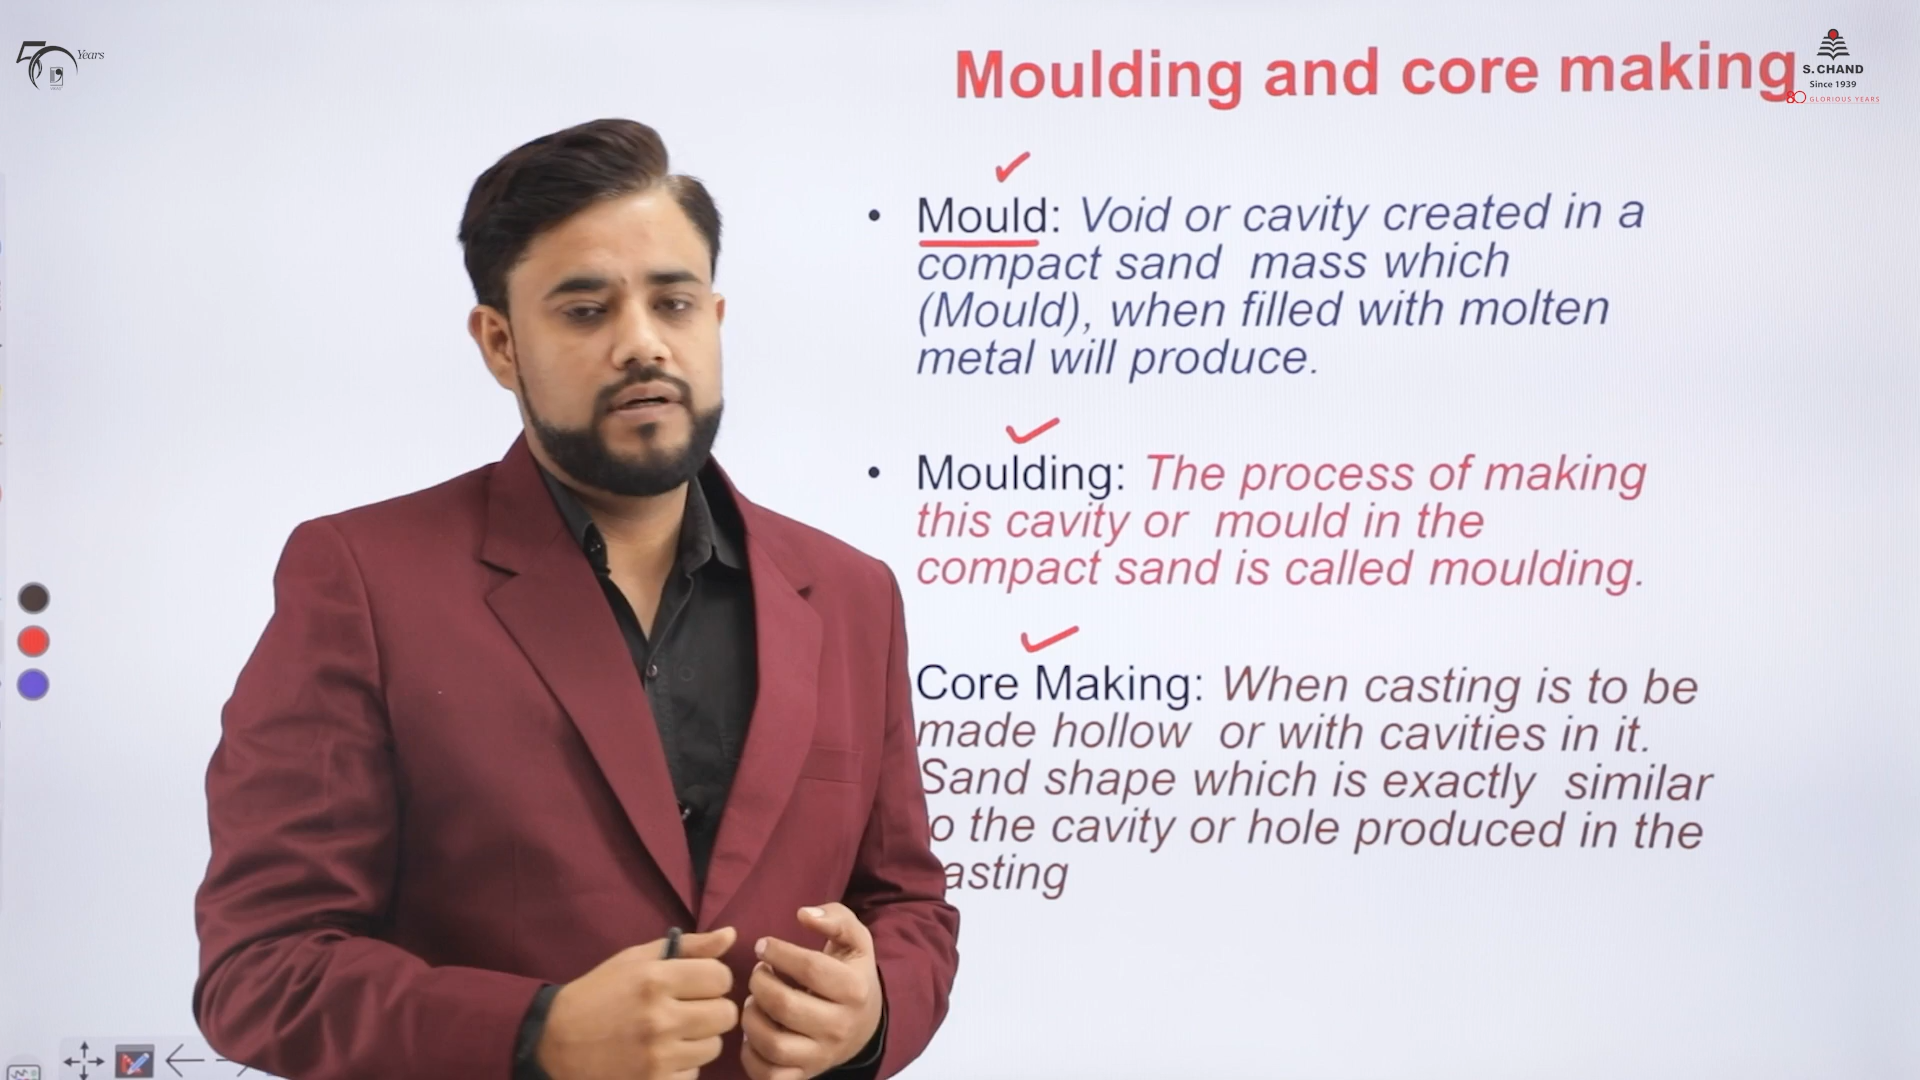 50 Years
Moulding and core making
S. CHAND
Since 1939
80 GLORIOUS YEARS
• Mould: Void or cavity created in a
compact sand mass which
(Mould), when filled with molten
metal will produce.
• Moulding: The process of making
this cavity or mould in the
compact sand is called moulding.
Core Making: When casting is to be
made hollow or with cavities in it.
Sand shape which is exactly similar
o the cavity or hole produced in the
asting